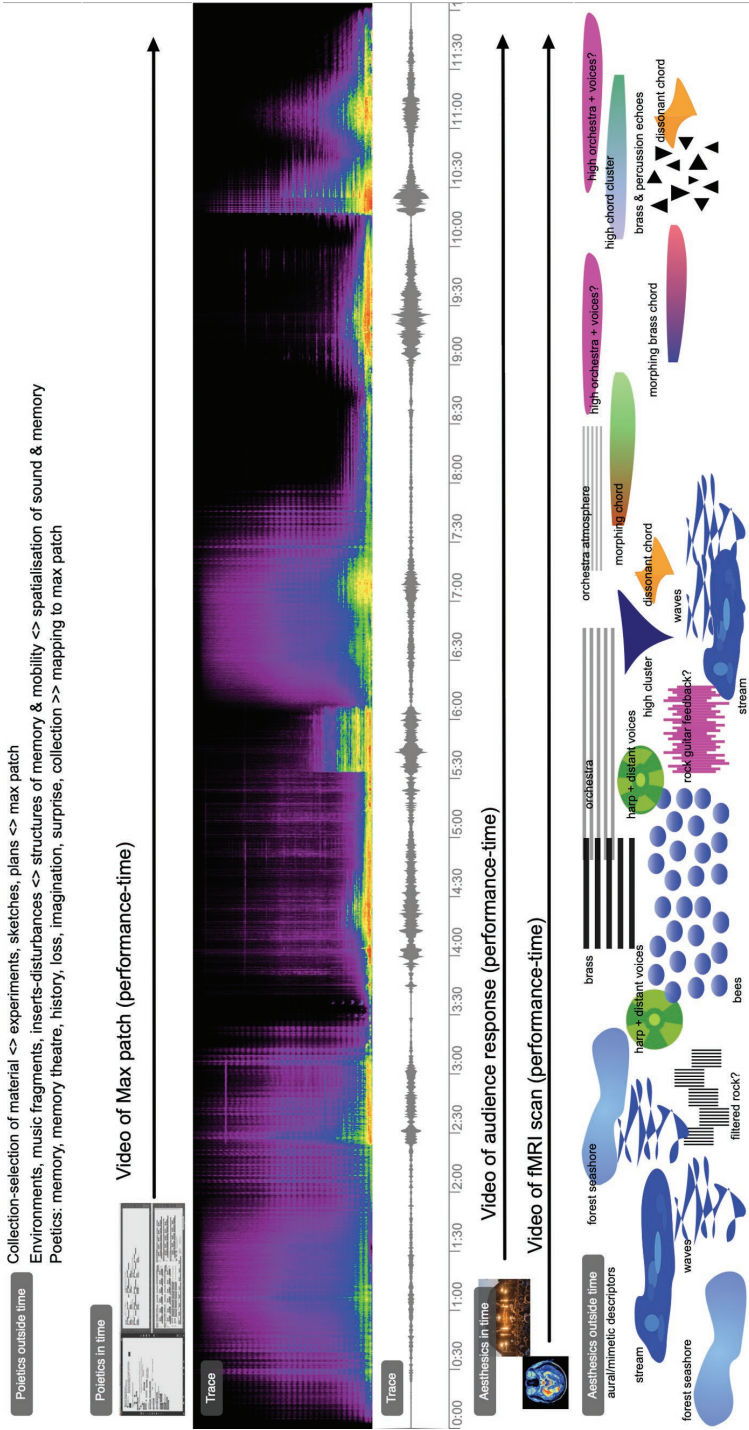 Poietics outside time
Collection-selection of material <> experiments, sketches, plans <> max patch
Environments, music fragments, inserts-disturbances <> structures of memory & mobility <> spatialisation of sound & memory
Poetics: memory, memory theatre, history, loss, imagination, surprise, collection >> mapping to max patch
Poietics in time
Video of Max patch (performance-time)
Trace
Trace
0:00
0:30
1:00
1:30
2:00
2:30
3:00
3:30
4:00
4:30
5:00
5:30
6:00
6:30
7:00
7:30
8:00
8:30
9:00
9:30
10:00
10:30
11:00
11:30
Aesthesics in time
Video of audience response (performance-time)
Video of fMRI scan (performance-time)
Aesthesics outside time
aural/mimetic descriptors
forest seashore
brass
orchestra
orchestra atmosphere
high orchestra + voices?
high orchestra + voices?
stream
harp + distant voices
harp + distant voices
morphing chord
high chord cluster
high cluster
dissonant chord
brass & percussion echoes
dissonant chord
waves
rock guitar feedback?
waves
morphing brass chord
forest seashore
filtered rock?
bees
stream